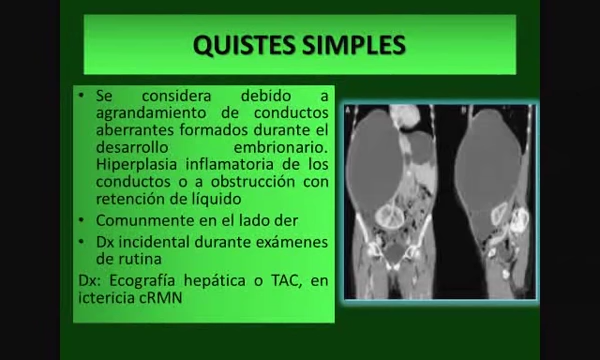 QUISTES SIMPLES
• Se considera debido a
agrandamiento de conductos
aberrantes formados durante el
desarrollo embrionario.
Hiperplasia inflamatoria de los
conductos o a obstrucción con
retención de líquido
• Comunmente en el lado der
• Dx incidental durante exámenes
de rutina
Dx: Ecografía hepática o TAC, en
ictericia cRMN
A